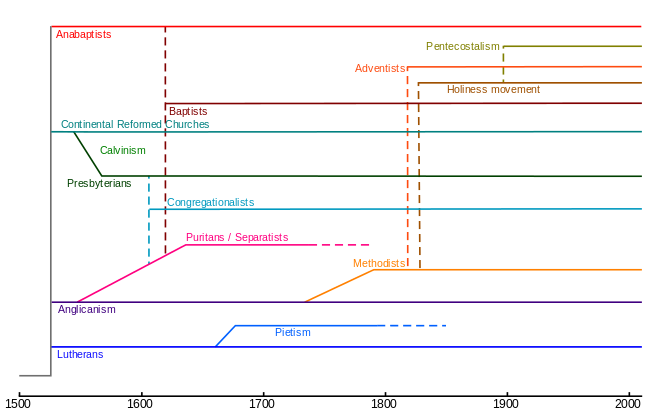 Anabaptists
Pentecostalism
Adventists
Holiness movement
Baptists
Continental Reformed Churches
Calvinism
Presbyterians
Congregationalists
Puritans / Separatists
Methodists
Anglicanism
Pietism
Lutherans
1500 1600 1700 1800 1900 2000